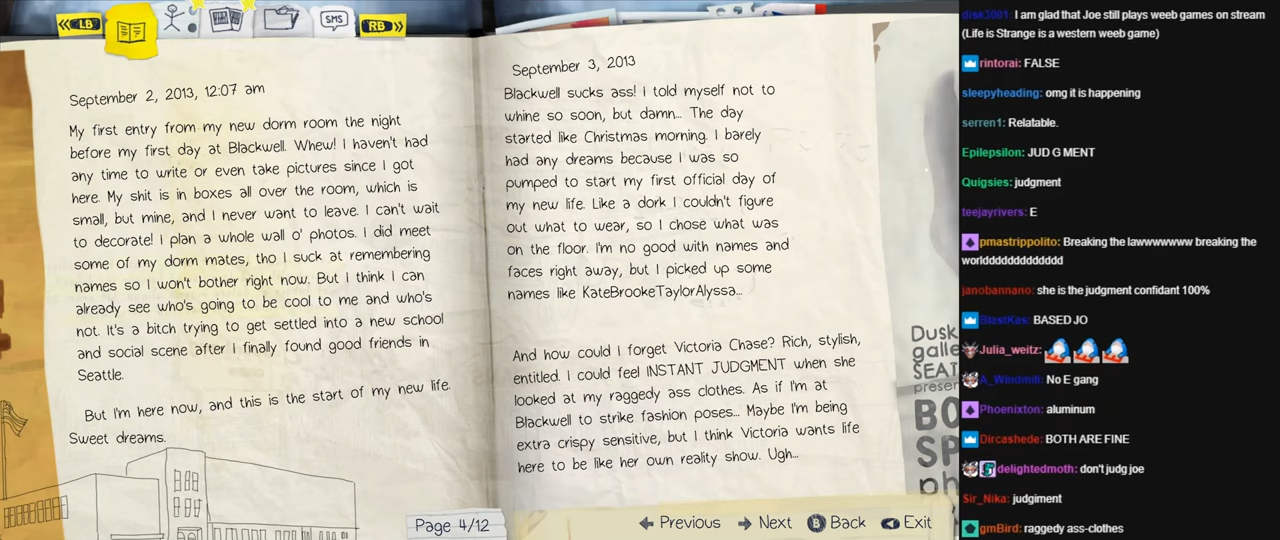 LB
SMS
RB
September 2, 2013, 12:07 am
My first entry from my new dorm room the night
before my first day at Blackwell. Whew! I haven't had
any time to write or even take pictures since I got
here. My shit is in boxes all over the room, which is
small, but mine, and I never want to leave. I can't wait
to decorate! I plan a whole wall o' photos. I did meet
some of my dorm mates, tho I suck at remembering
names so I won't bother right now. But I think I can
already see who's going to be cool to me and who's
not. It's a bitch trying to get settled into a new school
and social scene after I finally found good friends in
Seattle.
But I'm here now, and this is the start of my new life.
Sweet dreams.
September 3, 2013
Blackwell sucks ass! I told myself not to
whine so soon, but damn... The day
started like Christmas morning. I barely
had any dreams because I was so
pumped to start my first official day of
my new life. Like a dork I couldn't figure
out what to wear, so I chose what was
on the floor. I'm no good with names and
faces right away, but I picked up some
names like KateBrookeTaylorAlyssa...
And how could I forget Victoria Chase? Rich, stylish,
entitled. I could feel INSTANT JUDGMENT when she
looked at my raggedy ass clothes. As if I'm at
Blackwell to strike fashion poses... Maybe I'm being
extra crispy sensitive, but I think Victoria wants life
here to be like her own reality show. Ugh...
Dusk
galle
SEAT
presen
BO
SP
ph
Page 4/12
Previous
Next
B Back
Exit
disk3001: I am glad that Joe still plays weeb games on stream
(Life is Strange is a western weeb game)
rintorai: FALSE
sleepyheading: omg it is happening
serren1: Relatable.
Epilepsilon: JUD G MENT
Quigsies: judgment
teejayrivers: E
pmastrippolito: Breaking the lawwwwwww breaking the
worldddddddddddd
janobannano: she is the judgment confidant 100%
BlastKas: BASED JO
Julia_weitz:
A_Windmill: No E gang
Phoenixton: aluminum
Dircashede: BOTH ARE FINE
delightedmoth: don't judg joe
Sir_Nika: judgiment
gmBird: raggedy ass-clothes